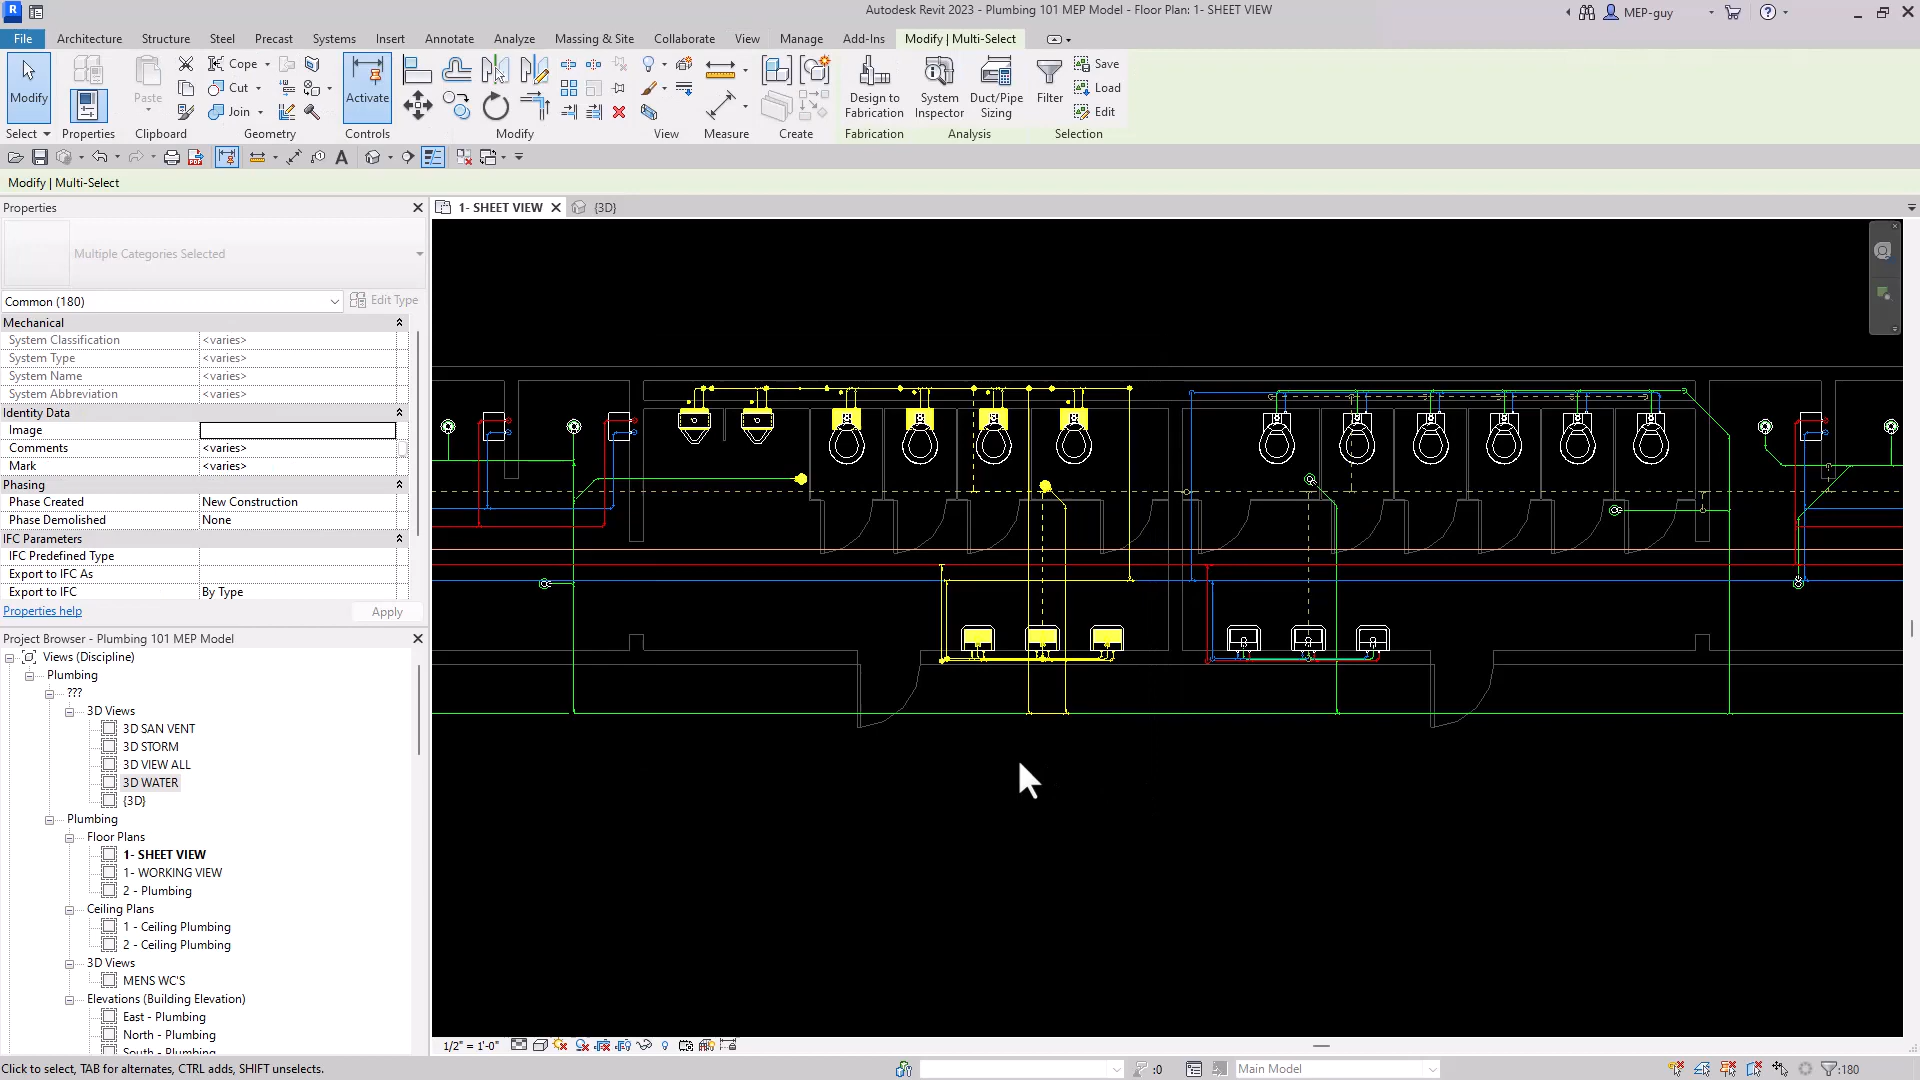 Autodesk Revit 2023 - Plumbing 101 MEP Model - Floor Plan: 1- SHEET VIEW
MEP-guy
File
Architecture
Structure
Steel
Precast
Systems
Insert
Annotate
Analyze
Massing & Site
Collaborate
View
Manage
Add-Ins
Modify | Multi-Select
Modify
Properties
Paste
Cope
Cut
Join
Activate
Design to
Fabrication
System
Inspector
Duct/Pipe
Sizing
Filter
Save
Load
Edit
Select
Properties
Clipboard
Geometry
Controls
Modify
View
Measure
Create
Fabrication
Analysis
Selection
Modify | Multi-Select
Properties
1- SHEET VIEW
{3D}
Multiple Categories Selected
Common (180)
Edit Type
Mechanical
System Classification <varies>
System Type <varies>
System Name <varies>
System Abbreviation <varies>
Identity Data
Image
Comments <varies>
Mark <varies>
Phasing
Phase Created New Construction
Phase Demolished None
IFC Parameters
IFC Predefined Type
Export to IFC As
Export to IFC By Type
Properties help
Apply
Project Browser - Plumbing 101 MEP Model
Views (Discipline)
Plumbing
???
3D Views
3D SAN VENT
3D STORM
3D VIEW ALL
3D WATER
{3D}
Plumbing
Floor Plans
1- SHEET VIEW
1- WORKING VIEW
2 - Plumbing
Ceiling Plans
1 - Ceiling Plumbing
2 - Ceiling Plumbing
3D Views
MENS WC'S
Elevations (Building Elevation)
East - Plumbing
North - Plumbing
South - Plumbing
1/2" = 1'-0"
Click to select, TAB for alternates, CTRL adds, SHIFT unselects.
:0
Main Model
:180